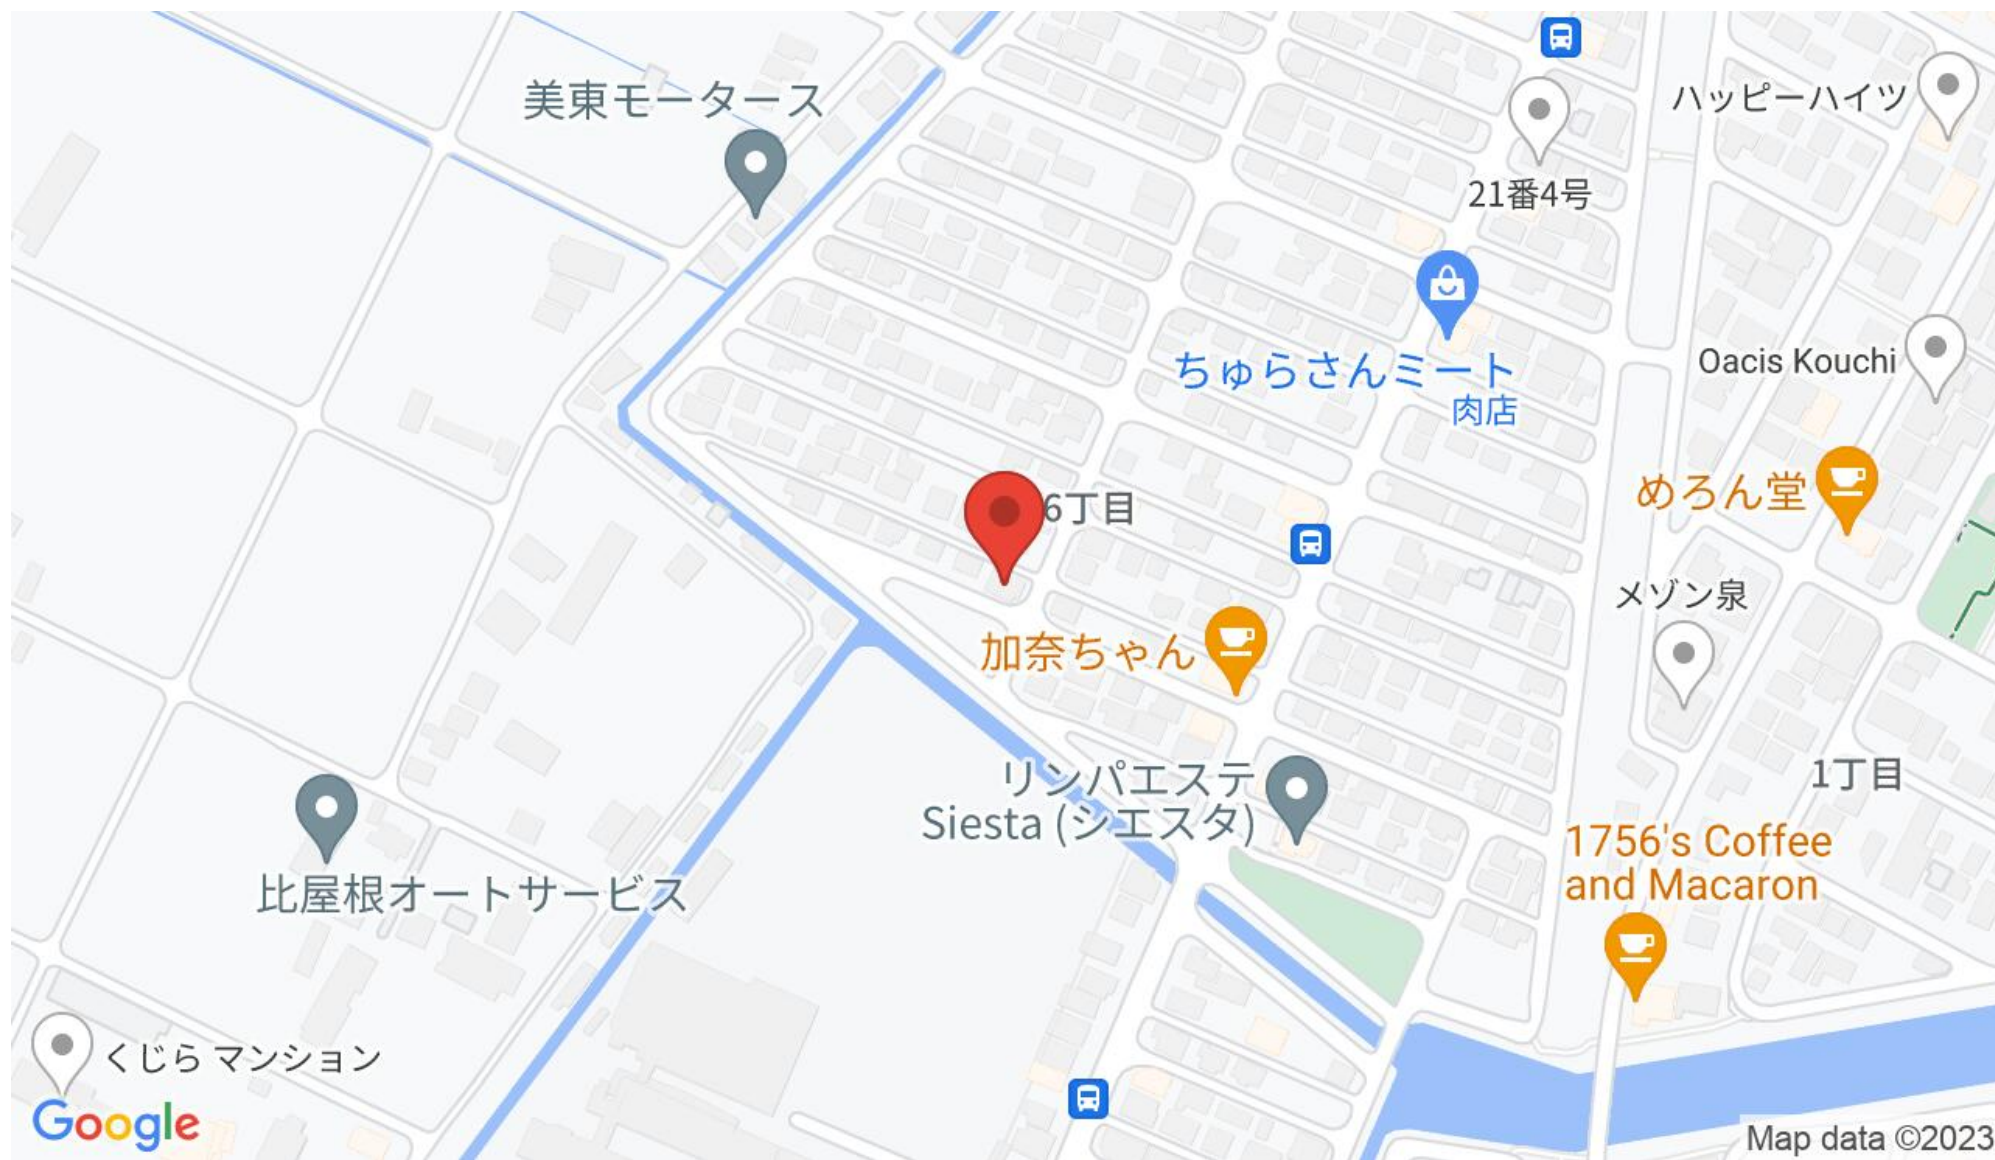 美東モータース
ハッピーハイツ
21番4号
ちゅらさんミート
肉店
Oacis Kouchi
めろん堂
6丁目
メゾン泉
加奈ちゃん
リンパエステ
Siesta (シエスタ)
1丁目
1756's Coffee
and Macaron
比屋根オートサービス
くじら マンション
Google
Map data ©2023